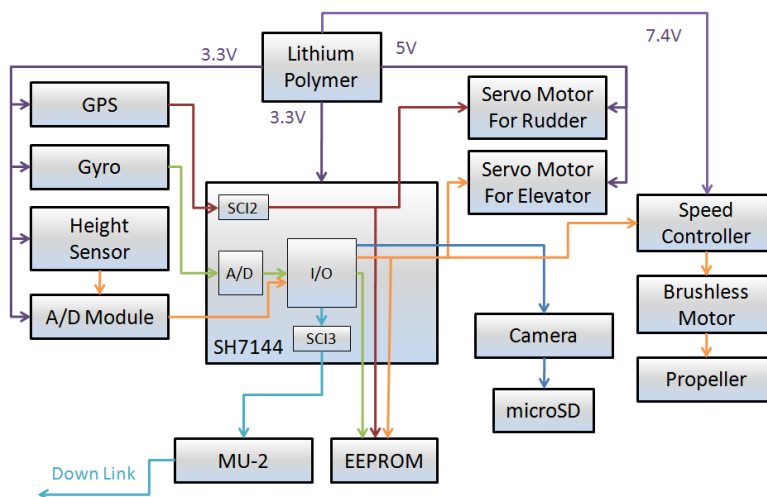 3.3V
Lithium
Polymer
5V
7.4V
3.3V
GPS
Gyro
Height
Sensor
A/D Module
Servo Motor
For Rudder
Servo Motor
For Elevator
Speed
Controller
Brushless
Motor
Propeller
SCI2
A/D
I/O
SCI3
SH7144
Camera
microSD
MU-2
EEPROM
Down Link